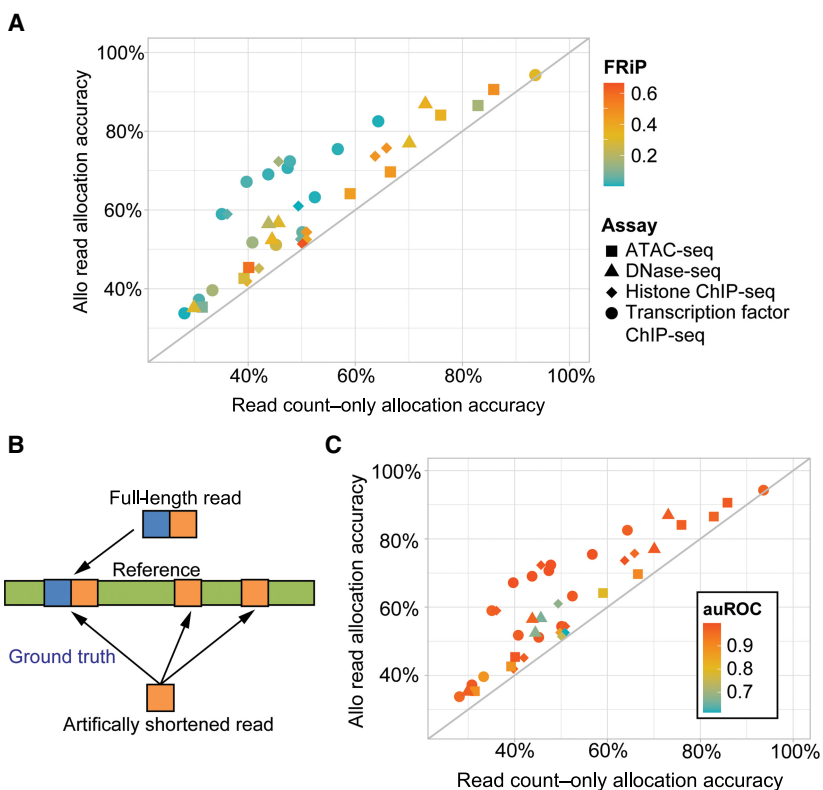 A
100%
80%
60%
40%
40%
60%
80%
100%
Allo read allocation accuracy
Read count–only allocation accuracy
FRiP
0.6
0.4
0.2
Assay
ATAC-seq
DNase-seq
Histone ChIP-seq
Transcription factor
ChIP-seq
B
Full-length read
Reference
Ground truth
Artifically shortened read
C
100%
80%
60%
40%
40%
60%
80%
100%
Allo read allocation accuracy
Read count–only allocation accuracy
auROC
0.9
0.8
0.7